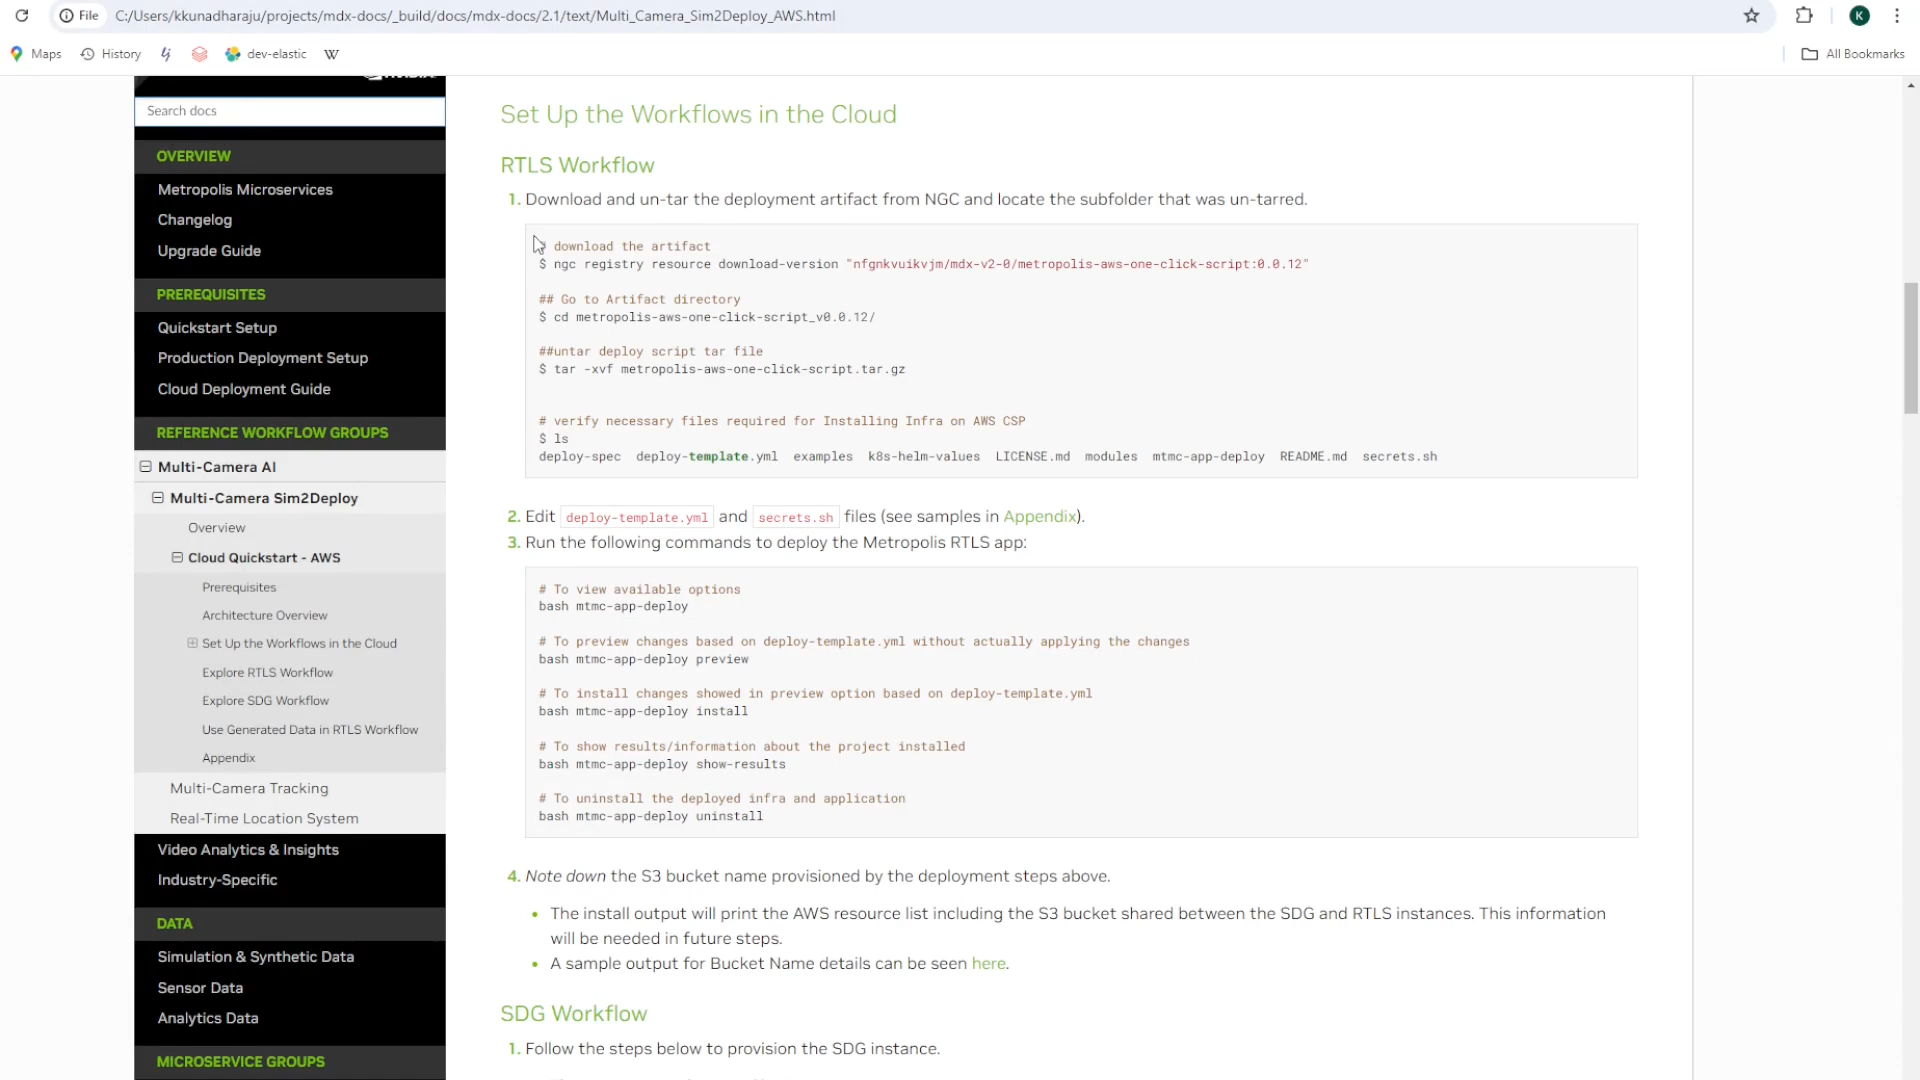 File
C:/Users/kkunadharaju/projects/mdx-docs/_build/docs/mdx-docs/2.1/text/Multi_Camera_Sim2Deploy_AWS.html
K
Maps
History
dev-elastic
W
All Bookmarks
Search docs
OVERVIEW
Metropolis Microservices
Changelog
Upgrade Guide
PREREQUISITES
Quickstart Setup
Production Deployment Setup
Cloud Deployment Guide
REFERENCE WORKFLOW GROUPS
Multi-Camera AI
Multi-Camera Sim2Deploy
Overview
Cloud Quickstart - AWS
Prerequisites
Architecture Overview
Set Up the Workflows in the Cloud
Explore RTLS Workflow
Explore SDG Workflow
Use Generated Data in RTLS Workflow
Appendix
Multi-Camera Tracking
Real-Time Location System
Video Analytics & Insights
Industry-Specific
DATA
Simulation & Synthetic Data
Sensor Data
Analytics Data
MICROSERVICE GROUPS
Set Up the Workflows in the Cloud
RTLS Workflow
1. Download and un-tar the deployment artifact from NGC and locate the subfolder that was un-tarred.
download the artifact
$ ngc registry resource download-version "nfgnkvuikvjm/mdx-v2-0/metropolis-aws-one-click-script:0.0.12"
## Go to Artifact directory
$ cd metropolis-aws-one-click-script_v0.0.12/
##untar deploy script tar file
$ tar -xvf metropolis-aws-one-click-script.tar.gz
# verify necessary files required for Installing Infra on AWS CSP
$ ls
deploy-spec deploy-template.yml examples k8s-helm-values LICENSE.md modules mtmc-app-deploy README.md secrets.sh
2. Edit deploy-template.yml and secrets.sh files (see samples in Appendix).
3. Run the following commands to deploy the Metropolis RTLS app:
# To view available options
bash mtmc-app-deploy
# To preview changes based on deploy-template.yml without actually applying the changes
bash mtmc-app-deploy preview
# To install changes showed in preview option based on deploy-template.yml
bash mtmc-app-deploy install
# To show results/information about the project installed
bash mtmc-app-deploy show-results
# To uninstall the deployed infra and application
bash mtmc-app-deploy uninstall
4. Note down the S3 bucket name provisioned by the deployment steps above.
• The install output will print the AWS resource list including the S3 bucket shared between the SDG and RTLS instances. This information
will be needed in future steps.
• A sample output for Bucket Name details can be seen here.
SDG Workflow
1. Follow the steps below to provision the SDG instance.